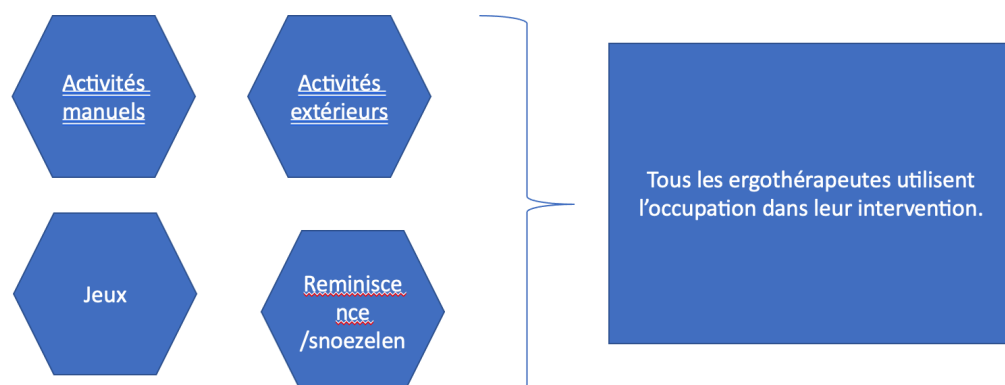 Activités
manuels
Activités
extérieurs
Jeux
Reminisce
nce
/snoezelen
Tous les ergothérapeutes utilisent
l’occupation dans leur intervention.